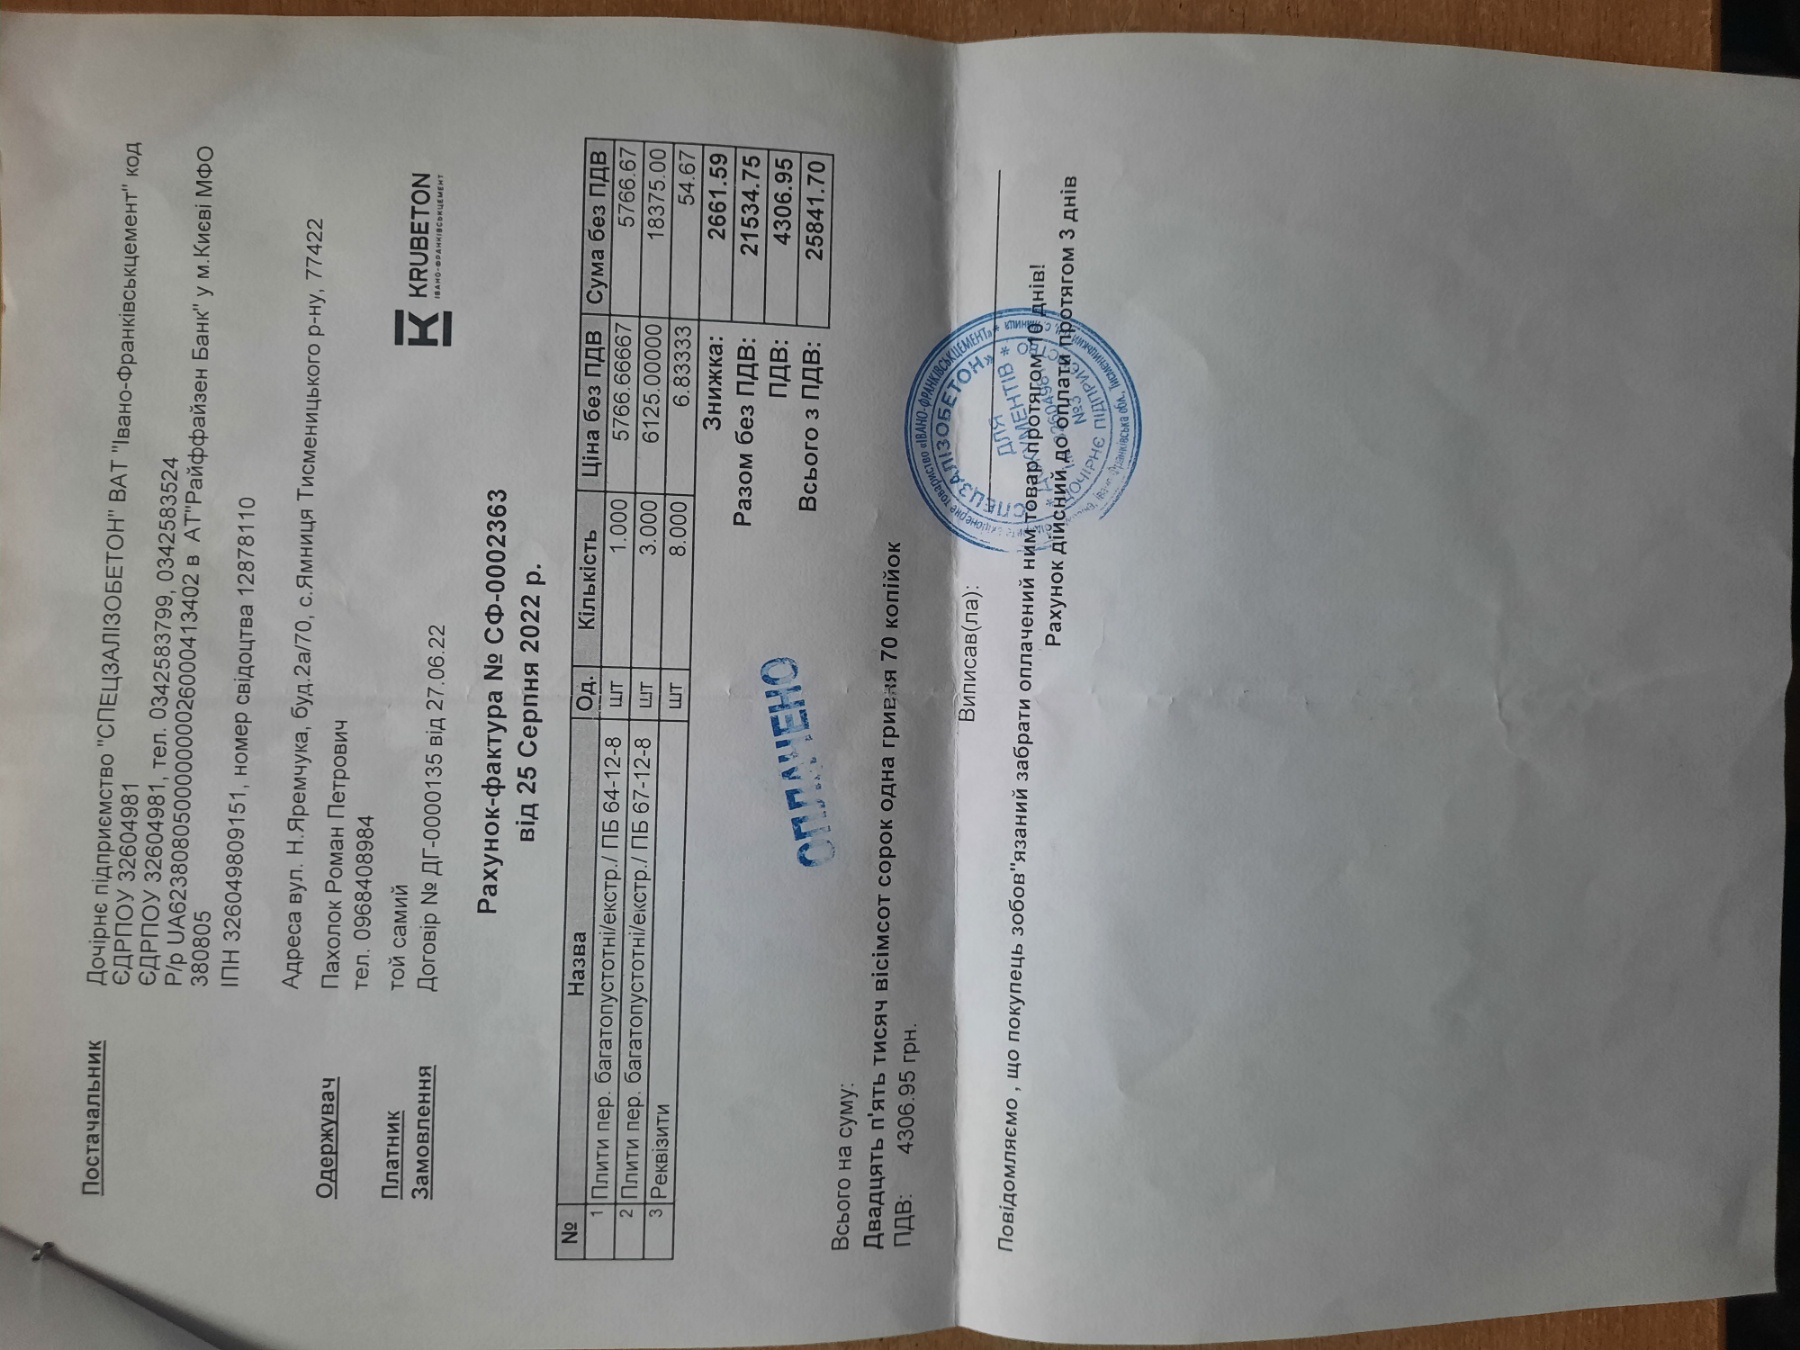 Постачальник Дочірнє підприємство "СПЕЦЗАЛІЗОБЕТОН" ВАТ "Івано-Франківськцемент" код
ЄДРПОУ 32604981
ЄДРПОУ 32604981, тел. 0342583799, 0342583524
Р/р UA623808050000000026000413402 в АТ"Райффайзен Банк" у м.Києві МФО
380805
ІПН 326049809151, номер свідоцтва 12878110
Адреса вул. Н.Яремчука, буд.2а/70, с.Ямниця Тисменицького р-ну, 77422
Одержувач Пахолок Роман Петрович
тел. 0968408984
Платник той самий
Замовлення Договір № ДГ-0000135 від 27.06.22
KRUBETON
ІВАНО-ФРАНКІВСЬКЦЕМЕНТ
Рахунок-фактура № СФ-0002363
від 25 Серпня 2022 р.
№ Назва Од. Кількість Ціна без ПДВ Сума без ПДВ
1 Плити пер. багатопустотні/екстр./ ПБ 64-12-8 шт 1.000 5766.66667 5766.67
2 Плити пер. багатопустотні/екстр./ ПБ 67-12-8 шт 3.000 6125.00000 18375.00
3 Реквізити шт 8.000 6.83333 54.67
Знижка: 2661.59
Разом без ПДВ: 21534.75
ПДВ: 4306.95
Всього з ПДВ: 25841.70
ОПЛАЧЕНО
Всього на суму:
Двадцять п'ять тисяч вісімсот сорок одна гривня 70 копійок
ПДВ: 4306.95 грн.
Виписав(ла):
«ІВАНО-ФРАНКІВСЬКЦЕМЕНТ»
«СПЕЦЗАЛІЗОБЕТОН»
ДЛЯ
ДОКУМЕНТІВ
№3
ДОЧІРНЄ ПІДПРИЄМСТВО
Повідомляємо , що покупець зобов"язаний забрати оплачений ним товар протягом 10 днів!
Рахунок дійсний до оплати протягом 3 днів